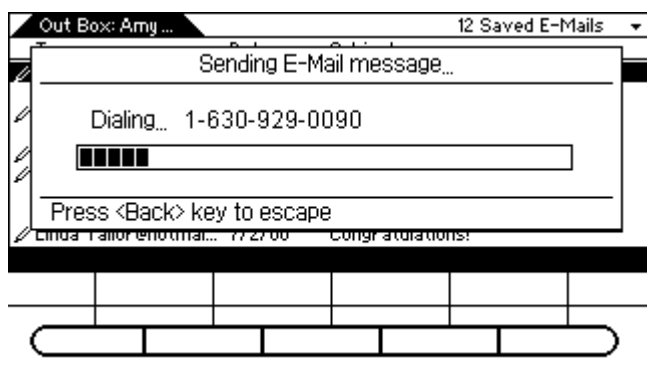 Out Box: Amy... 12 Saved E-Mails
Sending E-Mail message...
Dialing... 1-630-929-0090
Press <Back> key to escape
Congratulations!